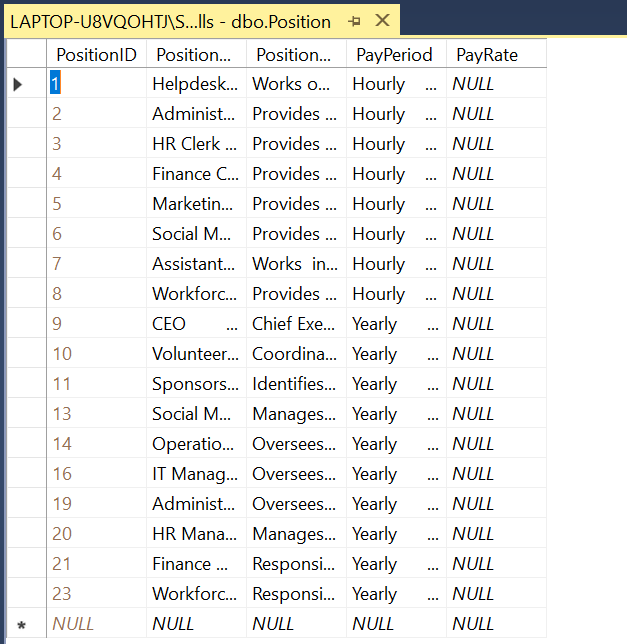 LAPTOP-U8VQOHTJ\S...lls - dbo.Position
PositionID Position... Position... PayPeriod PayRate
1 Helpdesk... Works o... Hourly ... NULL
2 Administ... Provides ... Hourly ... NULL
3 HR Clerk ... Provides ... Hourly ... NULL
4 Finance C... Provides ... Hourly ... NULL
5 Marketin... Provides ... Hourly ... NULL
6 Social M... Provides ... Hourly ... NULL
7 Assistant... Works in... Hourly ... NULL
8 Workforc... Provides ... Hourly ... NULL
9 CEO ... Chief Exe... Yearly ... NULL
10 Volunteer... Coordina... Yearly ... NULL
11 Sponsors... Identifies... Yearly ... NULL
13 Social M... Manages... Yearly ... NULL
14 Operatio... Oversees... Yearly ... NULL
16 IT Manag... Oversees... Yearly ... NULL
19 Administ... Oversees... Yearly ... NULL
20 HR Mana... Manages... Yearly ... NULL
21 Finance ... Responsi... Yearly ... NULL
23 Workforc... Responsi... Yearly ... NULL
* NULL NULL NULL NULL NULL